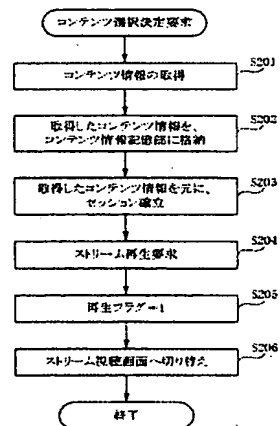 コンテンツ選択決定要求
S201
コンテンツ情報の取得
S202
取得したコンテンツ情報を、
コンテンツ情報記憶部に格納
S203
取得したコンテンツ情報を元に、
セッション確立
S204
ストリーム再生要求
S205
再生フラグ=1
S206
ストリーム視聴画面へ切り替え
終了